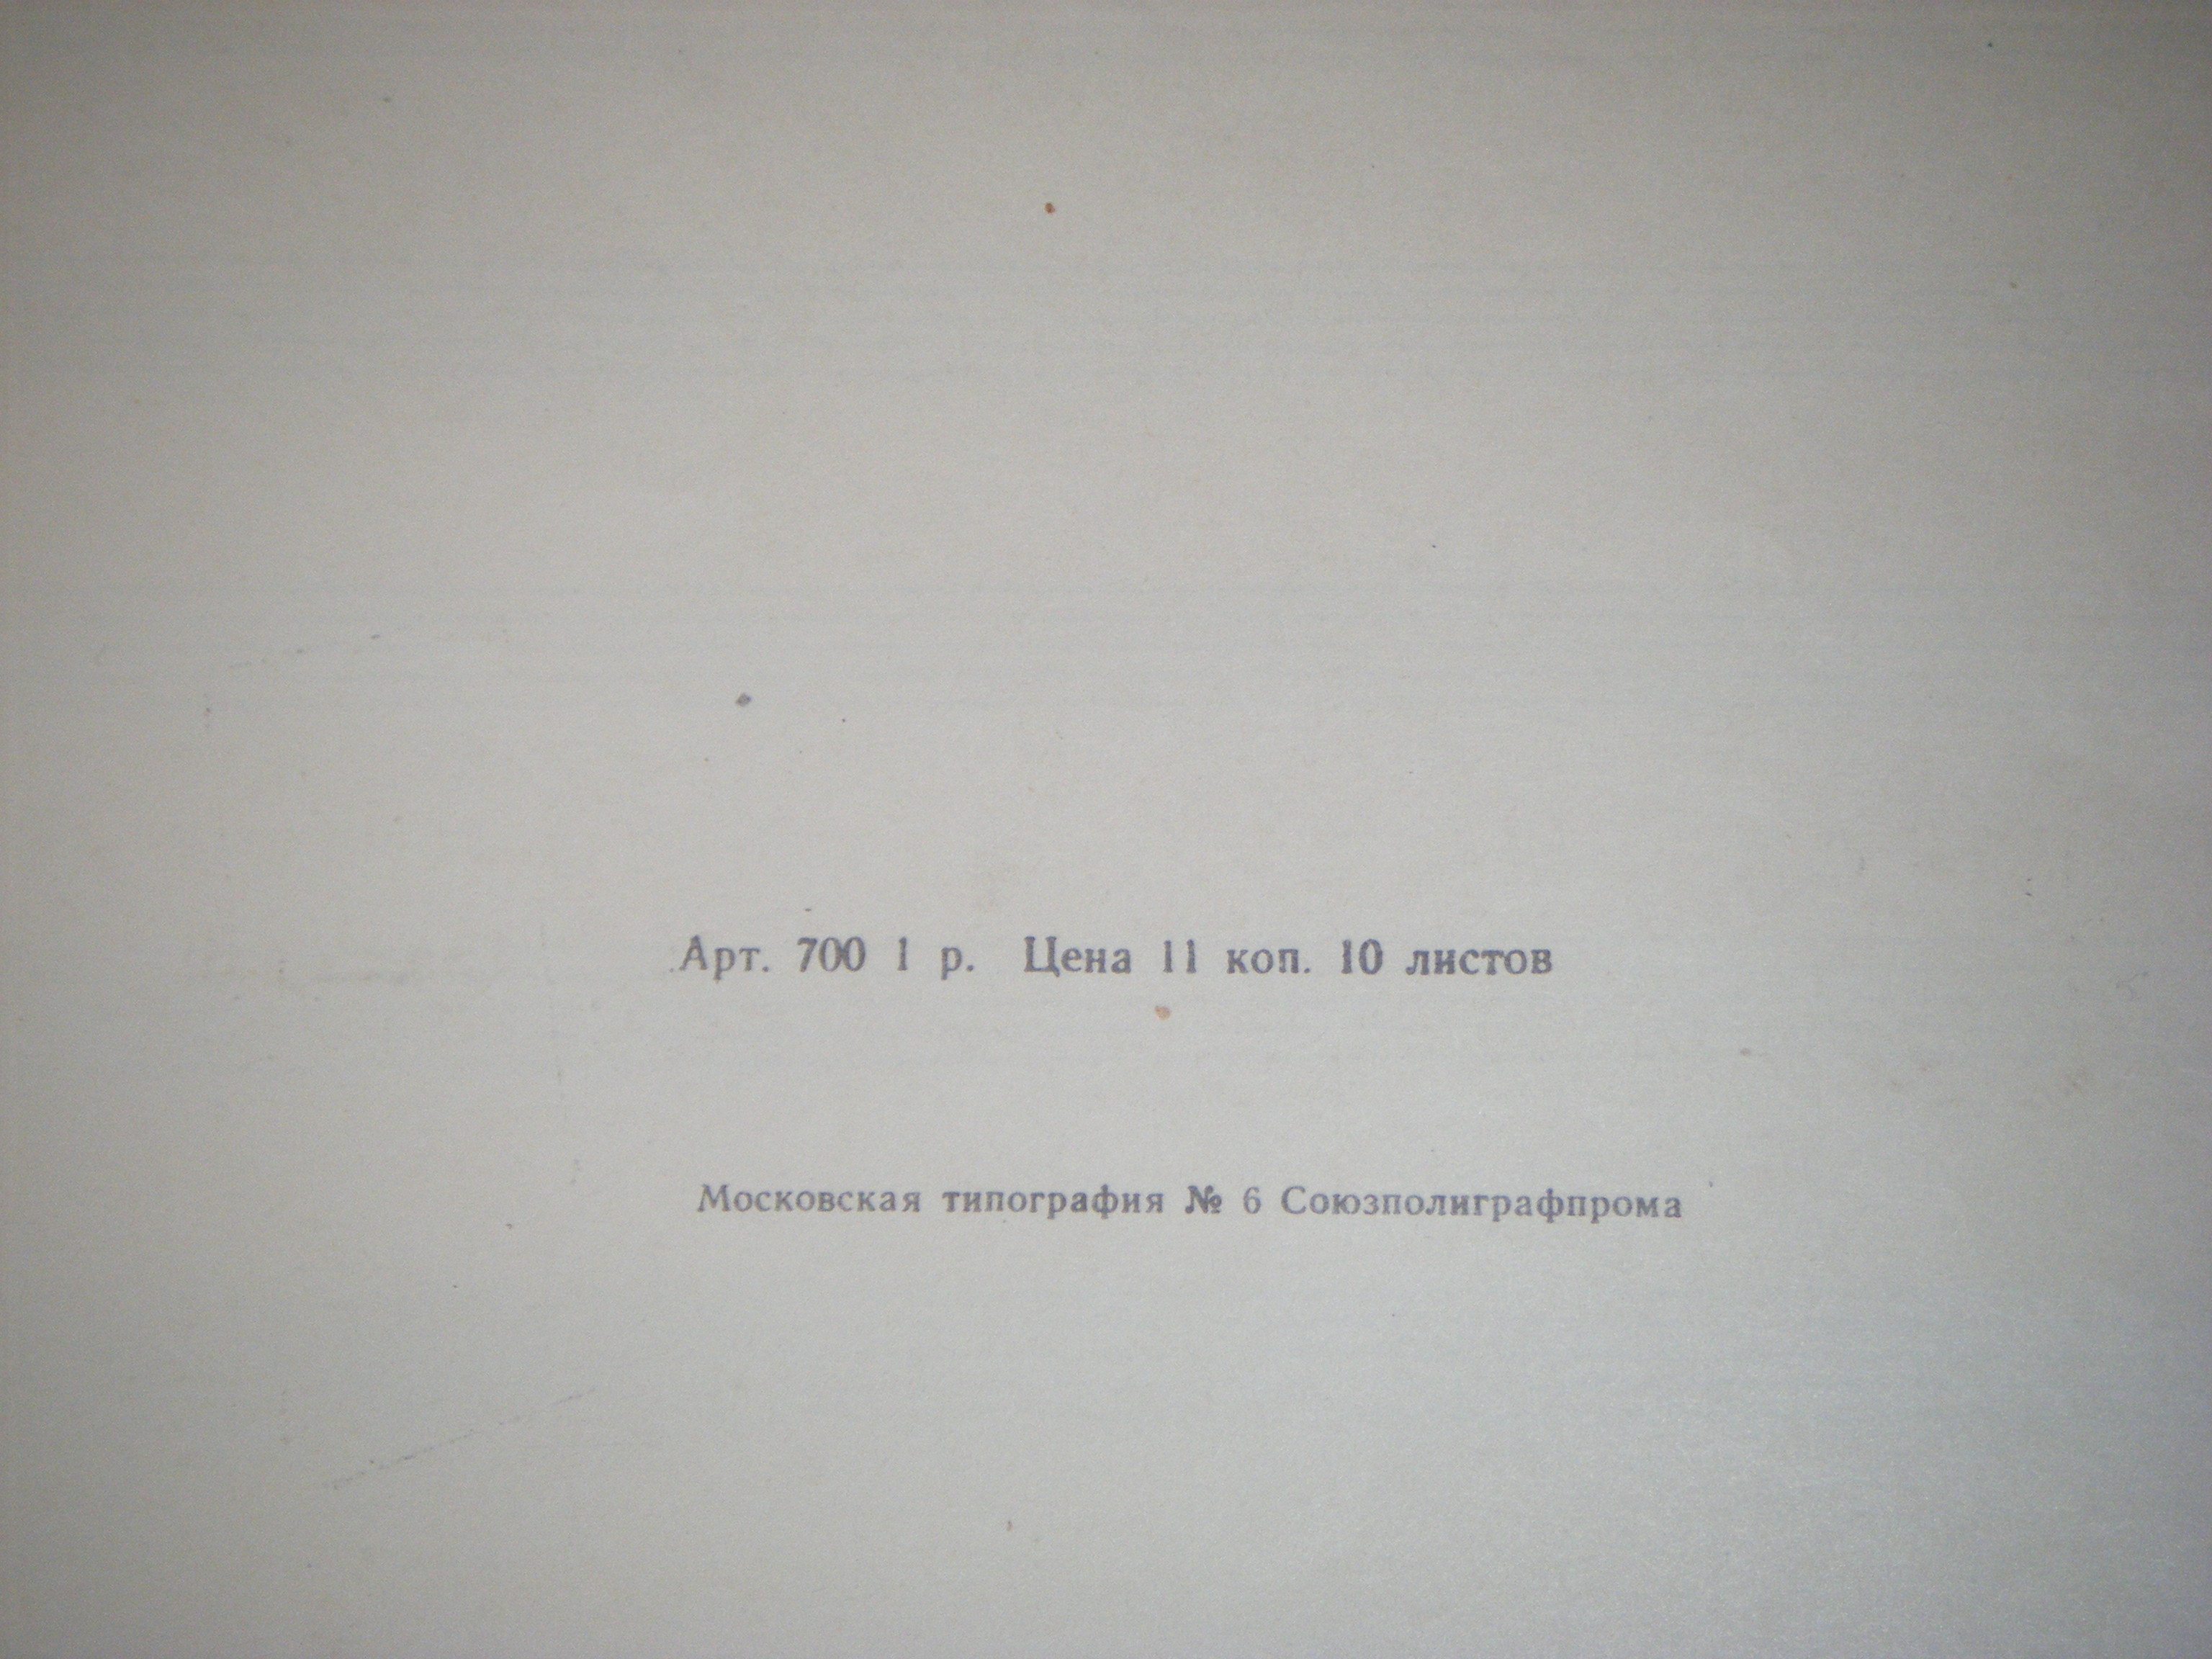 Арт. 700 1 р. Цена 11 коп. 10 листов
Московская типография № 6 Союзполиграфпрома